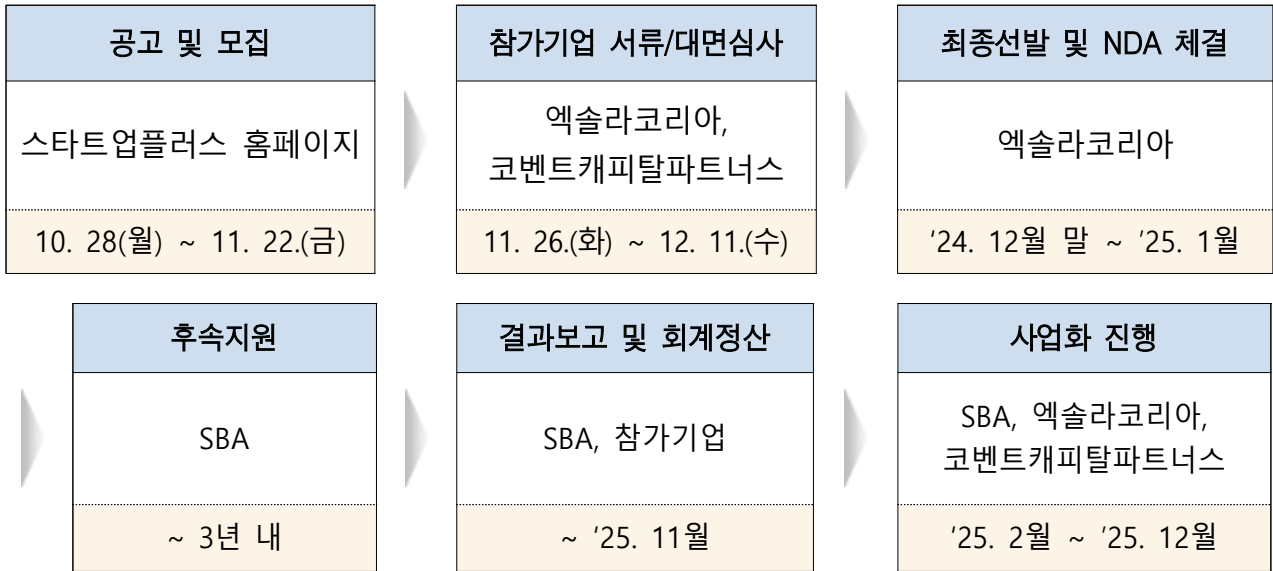 공고 및 모집
스타트업플러스 홈페이지
10. 28(월) ~ 11. 22.(금)
참가기업 서류/대면심사
엑솔라코리아,
코벤트캐피탈파트너스
11. 26.(화) ~ 12. 11.(수)
최종선발 및 NDA 체결
엑솔라코리아
'24. 12월 말 ~ '25. 1월
후속지원
SBA
~ 3년 내
결과보고 및 회계정산
SBA, 참가기업
~ '25. 11월
사업화 진행
SBA, 엑솔라코리아,
코벤트캐피탈파트너스
'25. 2월 ~ '25. 12월